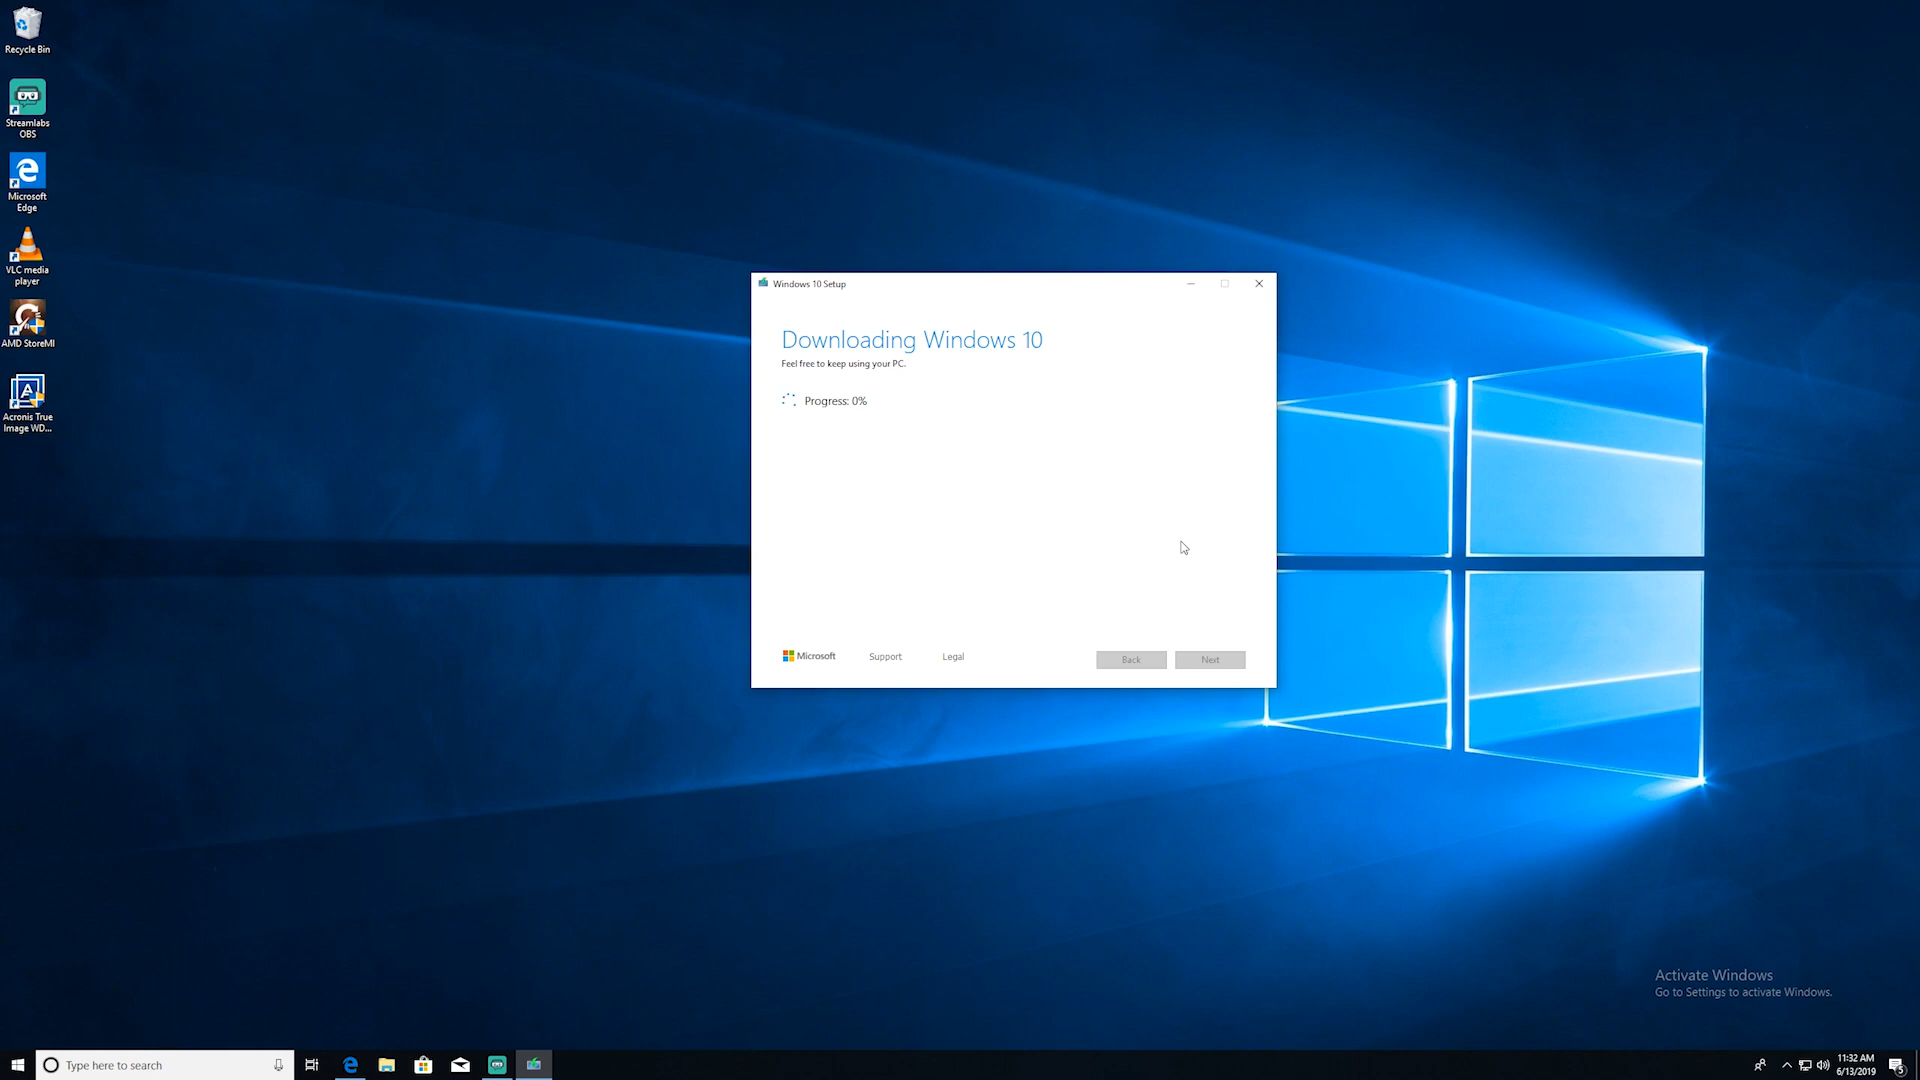 Recycle Bin
Streamlabs
OBS
Microsoft
Edge
VLC media
player
AMD StoreMI
Acronis True
Image WD...
Windows 10 Setup
Downloading Windows 10
Feel free to keep using your PC.
Progress: 0%
Microsoft
Support
Legal
Back
Next
Activate Windows
Go to Settings to activate Windows.
Type here to search
11:32 AM
6/13/2019
5